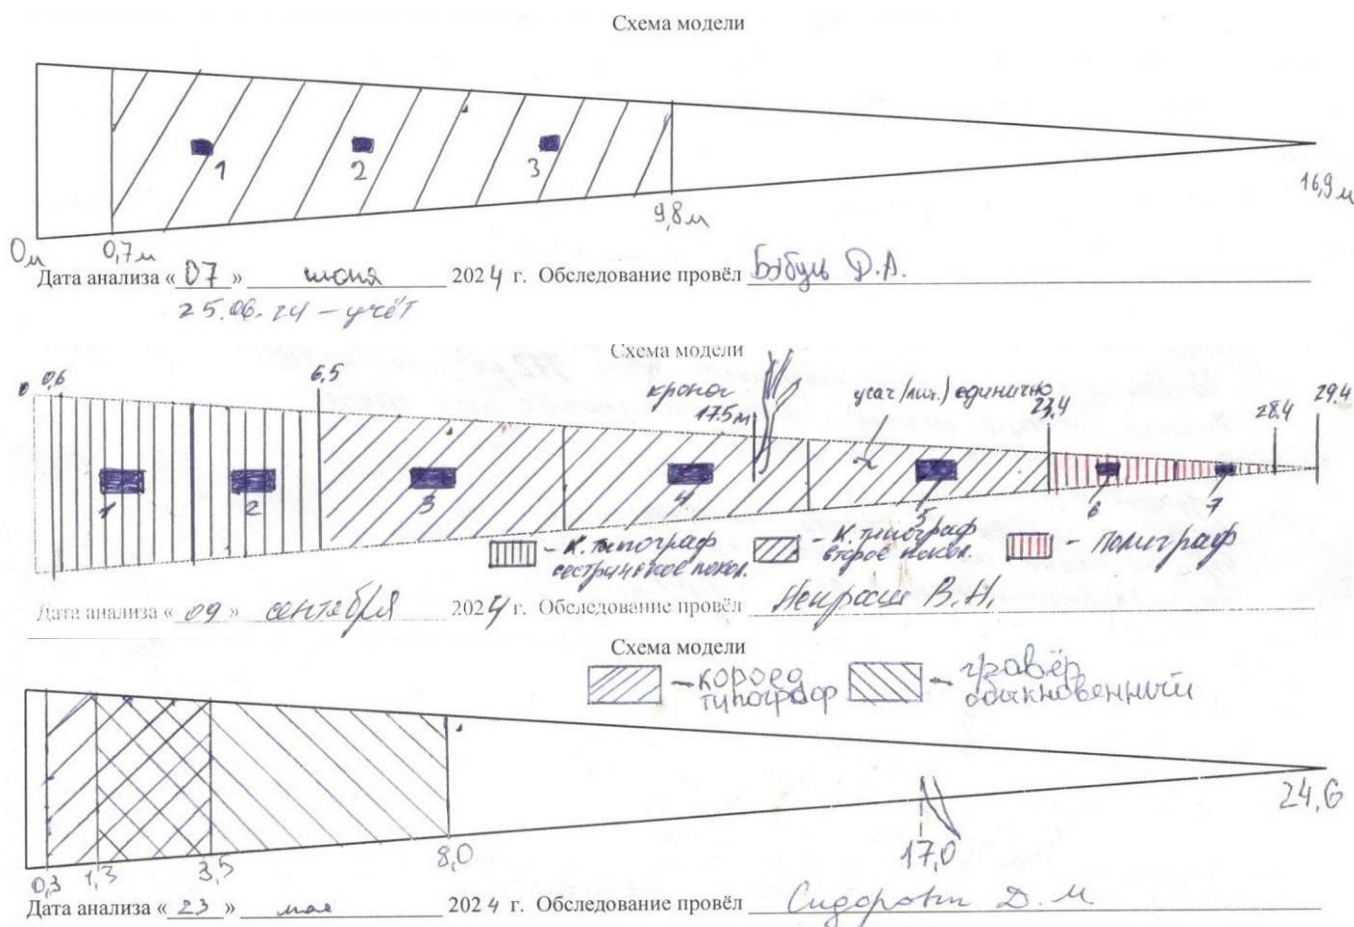 Схема модели
1 2 3
0м 0,7м 9,8м 16,9м
Дата анализа « 07 » июня 2024 г. Обследование провёл Бабуль Д.А.
25.06.24 – учёт
Схема модели
0 0,6 6,5 крона 17.5м усач (лич.) единично 23.4 28.4 29.4
1 2 3 4 5 6 7
- К. типограф сестринское покол. - К. типограф второе покол. - Полиграф
Дата анализа « 09 » сентября 2024 г. Обследование провёл В.Н.
Схема модели
- короед типограф - гравёр обыкновенный
0,3 1,3 3,5 8,0 17,0 24,6
Дата анализа « 23 » мая 2024 г. Обследование провёл Сидорович Д.М.